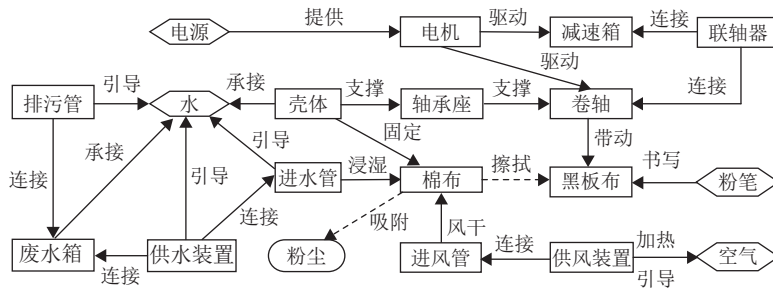 提供
驱动
连接
电源
电机
减速箱
联轴器
驱动
引导
承接
支撑
支撑
连接
排污管
水
壳体
轴承座
卷轴
固定
带动
承接
引导
书写
连接
引导
进水管
浸湿
棉布
擦拭
黑板布
粉笔
连接
吸附
风干
废水箱
连接
供水装置
粉尘
进风管
连接
供风装置
加热
引导
空气